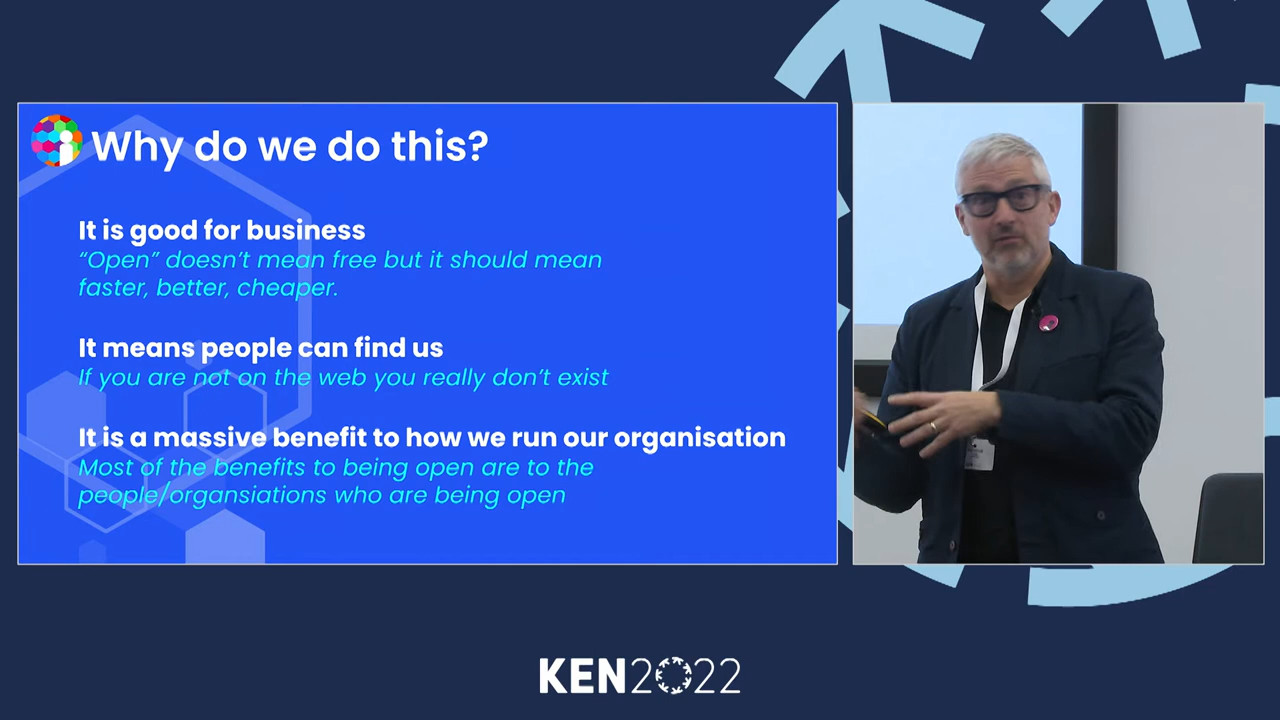 Why do we do this?
It is good for business
“Open” doesn’t mean free but it should mean
faster, better, cheaper.
It means people can find us
If you are not on the web you really don’t exist
It is a massive benefit to how we run our organisation
Most of the benefits to being open are to the
people/organsiations who are being open
KEN2022